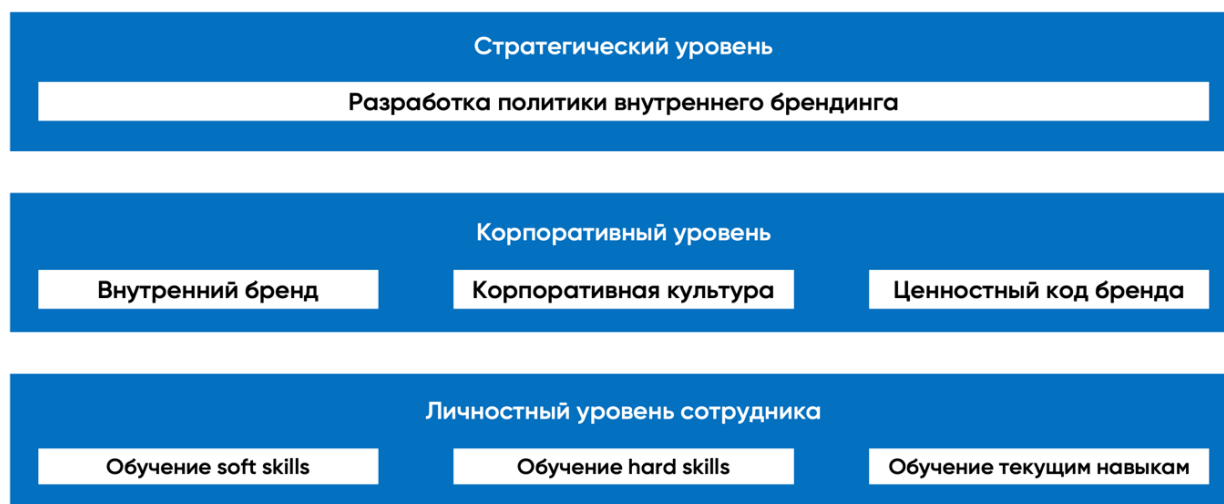 Стратегический уровень
Разработка политики внутреннего брендинга
Корпоративный уровень
Внутренний бренд
Корпоративная культура
Ценностный код бренда
Личностный уровень сотрудника
Обучение soft skills
Обучение hard skills
Обучение текущим навыкам